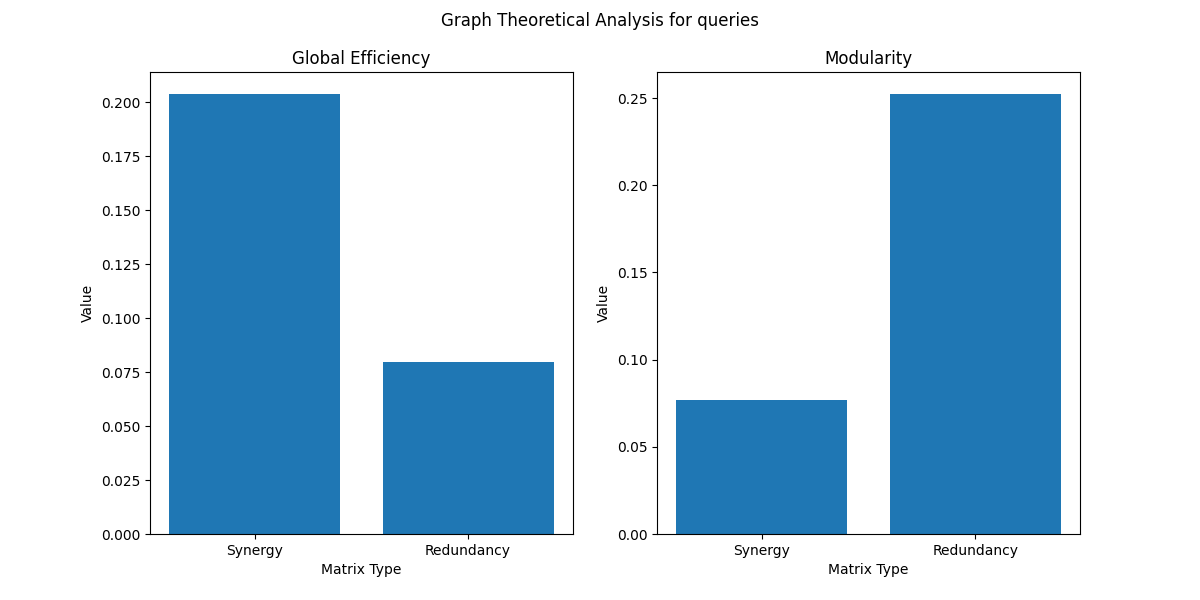 Graph Theoretical Analysis for queries
Global Efficiency
0.200
0.175
0.150
0.125
0.100
0.075
0.050
0.025
0.000
Value
Synergy Redundancy
Matrix Type
Modularity
0.25
0.20
0.15
0.10
0.05
0.00
Value
Synergy Redundancy
Matrix Type